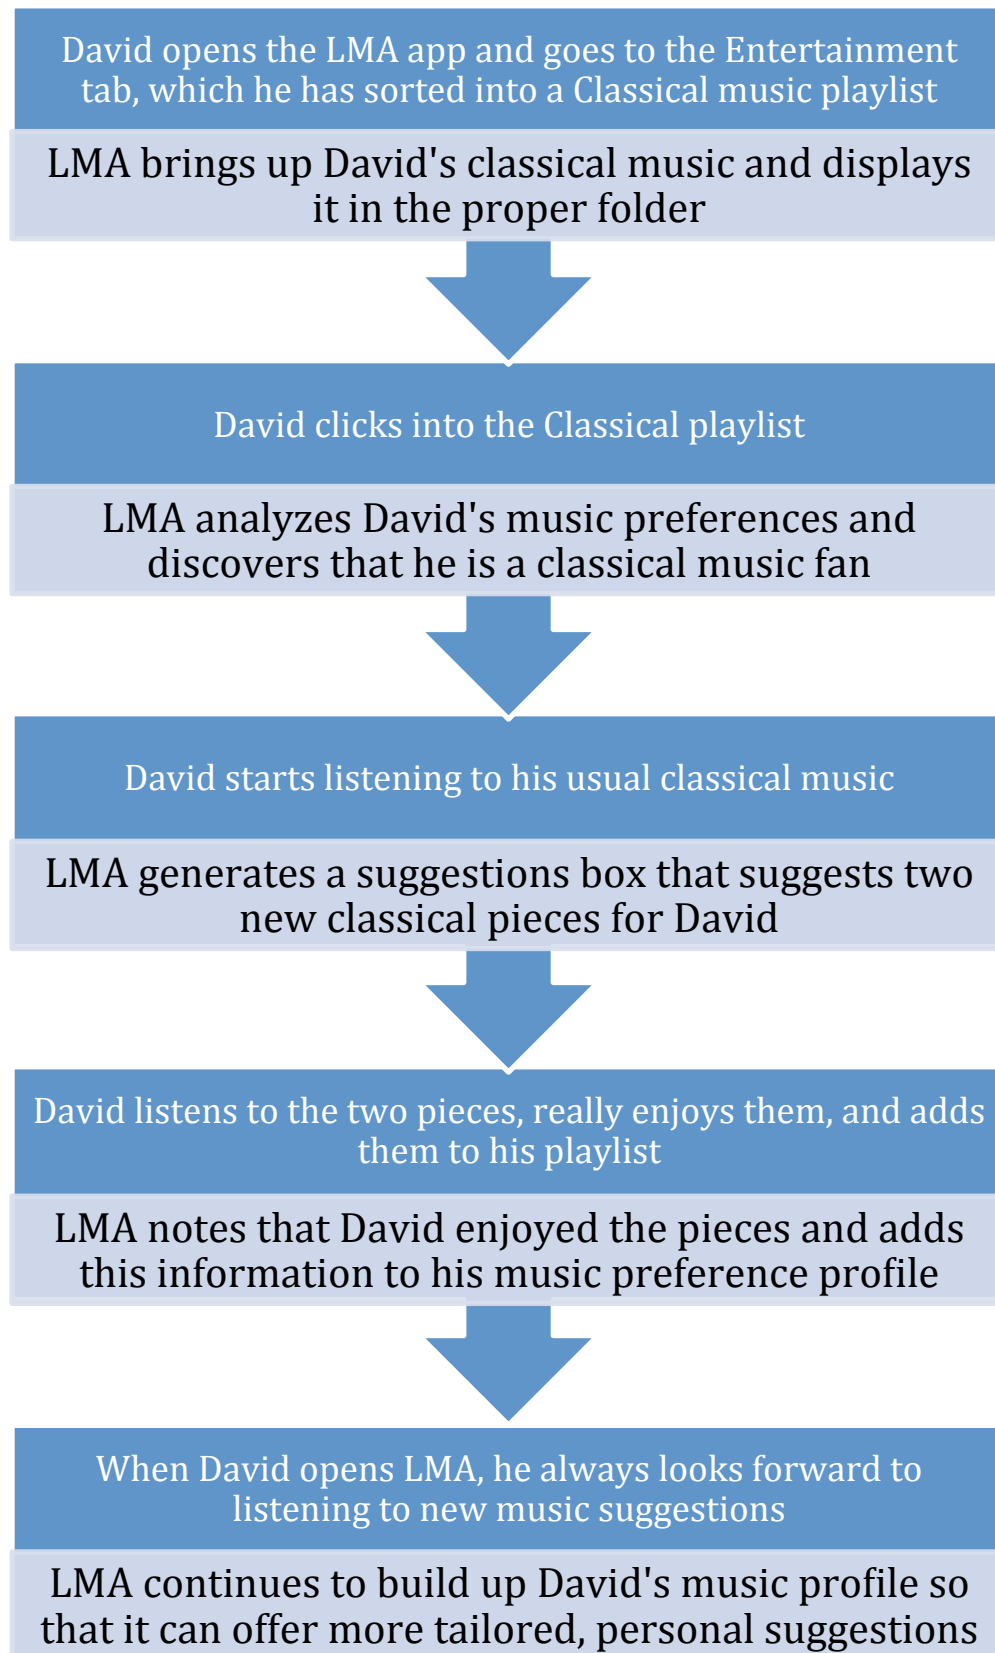 David opens the LMA app and goes to the Entertainment
tab, which he has sorted into a Classical music playlist
LMA brings up David's classical music and displays
it in the proper folder
David clicks into the Classical playlist
LMA analyzes David's music preferences and
discovers that he is a classical music fan
David starts listening to his usual classical music
LMA generates a suggestions box that suggests two
new classical pieces for David
David listens to the two pieces, really enjoys them, and adds
them to his playlist
LMA notes that David enjoyed the pieces and adds
this information to his music preference profile
When David opens LMA, he always looks forward to
listening to new music suggestions
LMA continues to build up David's music profile so
that it can offer more tailored, personal suggestions